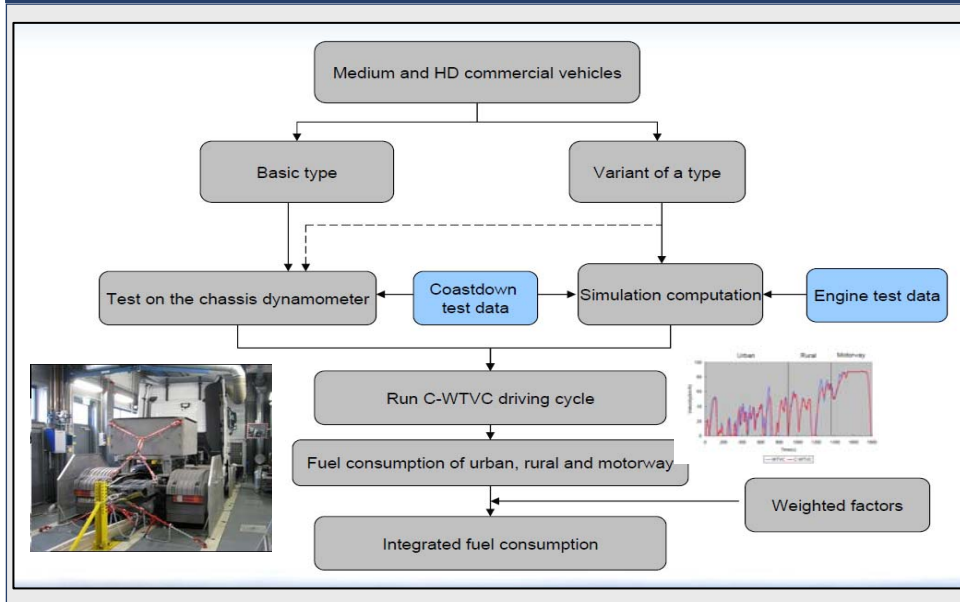 Medium and HD commercial vehicles
Basic type
Variant of a type
Test on the chassis dynamometer
Coastdown
test data
Simulation computation
Engine test data
Urban
Rural
Motorway
Run C-WTVC driving cycle
Fuel consumption of urban, rural and motorway
Weighted factors
Integrated fuel consumption